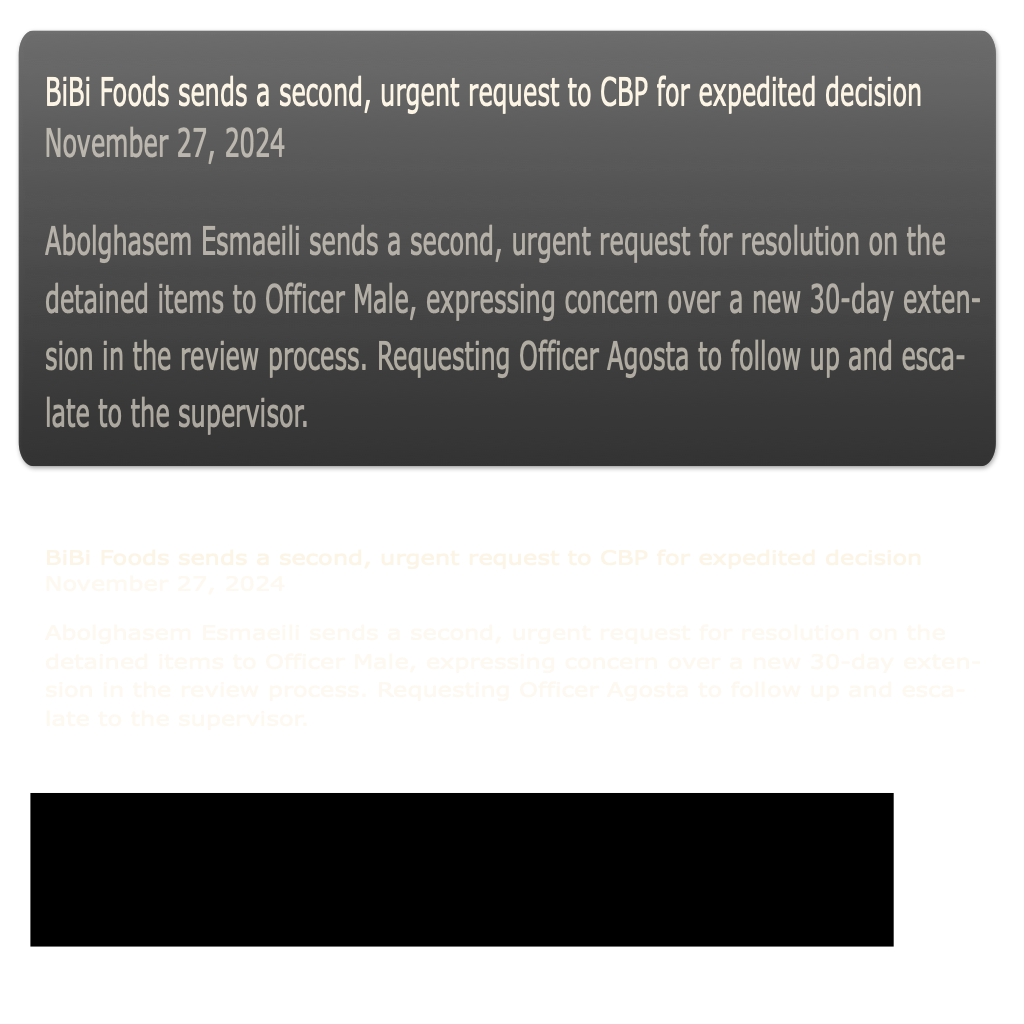 BiBi Foods sends a second, urgent request to CBP for expedited decision
November 27, 2024
Abolghasem Esmaeili sends a second, urgent request for resolution on the
detained items to Officer Male, expressing concern over a new 30-day exten-
sion in the review process. Requesting Officer Agosta to follow up and esca-
late to the supervisor.
BiBi Foods sends a second, urgent request to CBP for expedited decision
November 27, 2024
Abolghasem Esmaeili sends a second, urgent request for resolution on the
detained items to Officer Male, expressing concern over a new 30-day exten-
sion in the review process. Requesting Officer Agosta to follow up and esca-
late to the supervisor.